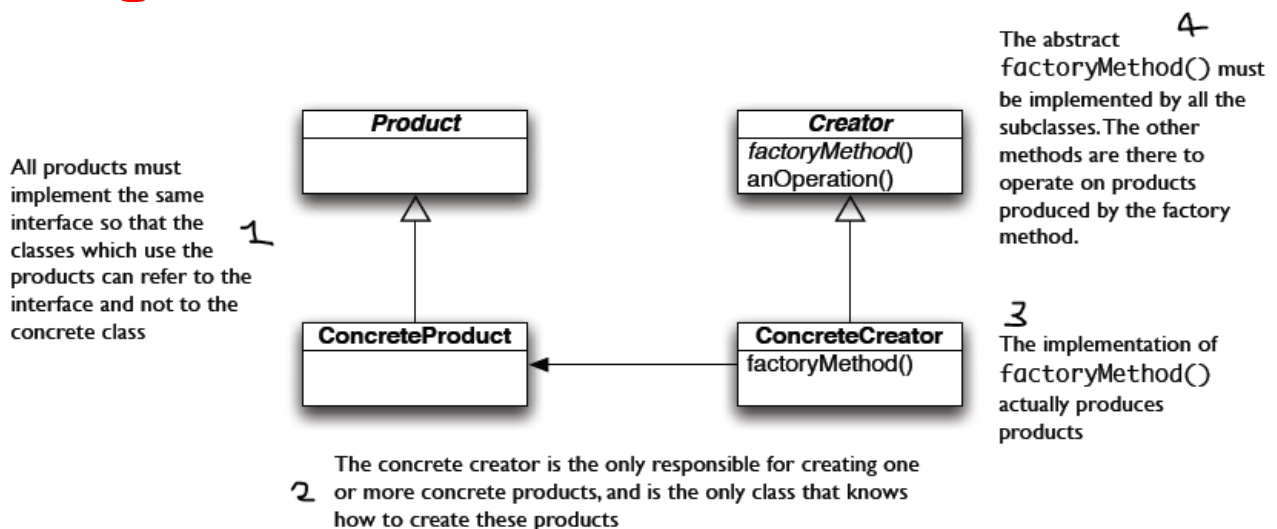 4
The abstract
factoryMethod() must
be implemented by all the
subclasses. The other
methods are there to
operate on products
produced by the factory
method.
Product
Creator
factoryMethod()
anOperation()
All products must
implement the same
interface so that the
1
classes which use the
products can refer to the
interface and not to the
concrete class
ConcreteProduct
ConcreteCreator
factoryMethod()
3
The implementation of
factoryMethod()
actually produces
products
2
The concrete creator is the only responsible for creating one
or more concrete products, and is the only class that knows
how to create these products